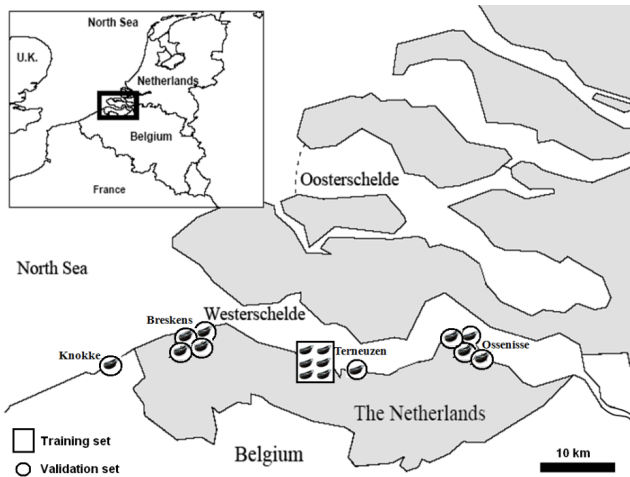 North Sea
U.K.
Netherlands
Belgium
France
Oosterschelde
North Sea
Westerschelde
Breskens
Knokke
Terneuzen
Ossenisse
The Netherlands
Belgium
Training set
Validation set
10 km